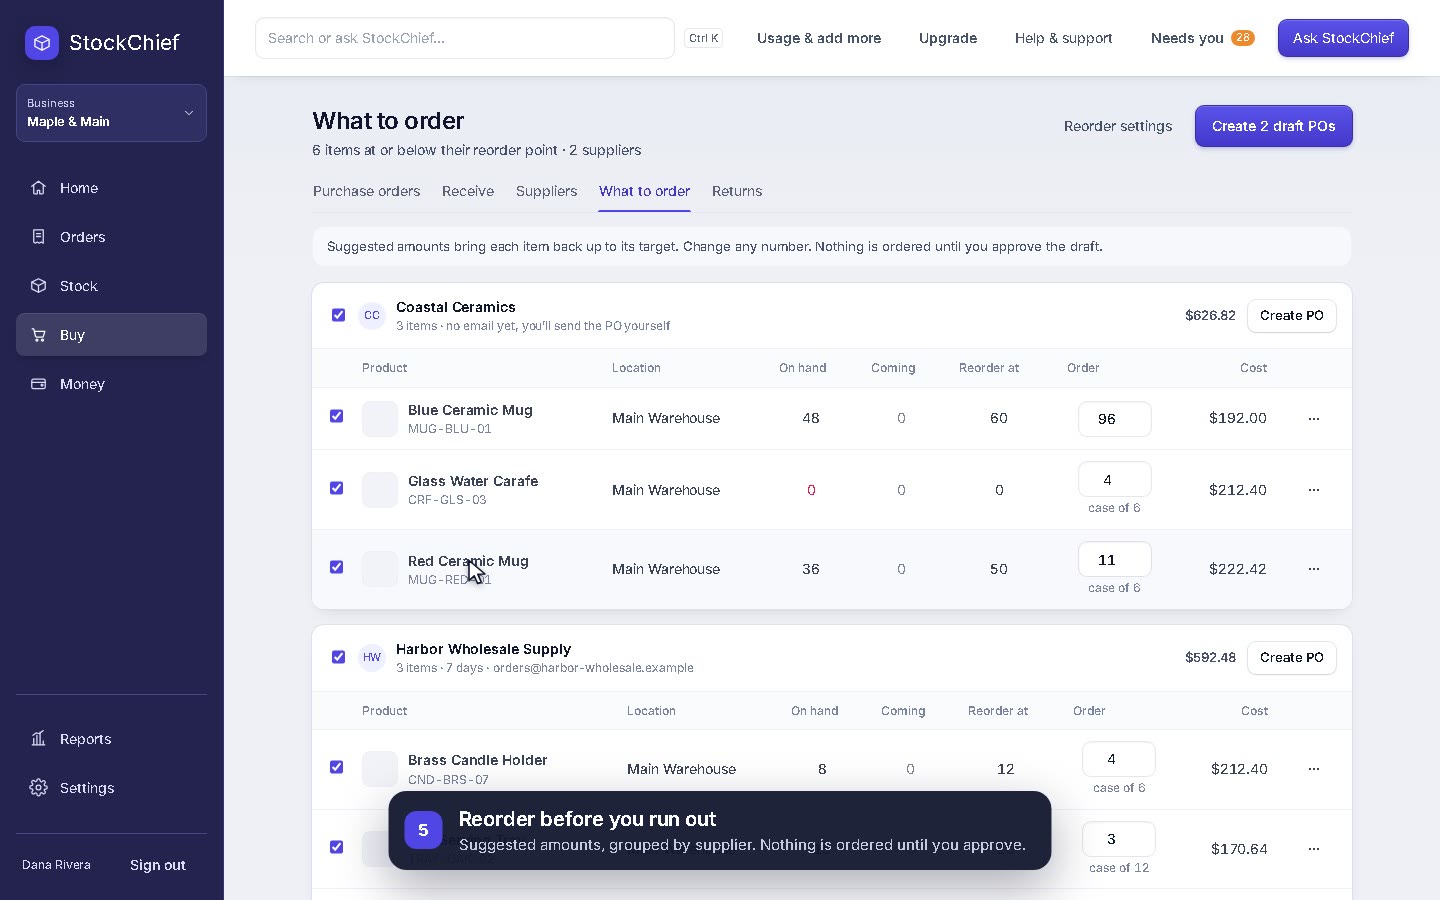 StockChief
Business
Maple & Main
Home
Orders
Stock
Buy
Money
Reports
Settings
Dana Rivera
Sign out
Search or ask StockChief...
Ctrl K
Usage & add more
Upgrade
Help & support
Needs you 28
Ask StockChief
What to order
6 items at or below their reorder point · 2 suppliers
Reorder settings
Create 2 draft POs
Purchase orders Receive Suppliers What to order Returns
Suggested amounts bring each item back up to its target. Change any number. Nothing is ordered until you approve the draft.
CC
Coastal Ceramics
3 items · no email yet, you'll send the PO yourself
$626.82
Create PO
Product Location On hand Coming Reorder at Order Cost
Blue Ceramic Mug
MUG-BLU-01
Main Warehouse 48 0 60 96 $192.00 ...
Glass Water Carafe
CRF-GLS-03
Main Warehouse 0 0 0 4 $212.40 ...
case of 6
Red Ceramic Mug
MUG-RED-01
Main Warehouse 36 0 50 11 $222.42 ...
case of 6
HW
Harbor Wholesale Supply
3 items · 7 days · orders@harbor-wholesale.example
$592.48
Create PO
Product Location On hand Coming Reorder at Order Cost
Brass Candle Holder
CND-BRS-07
Main Warehouse 8 0 12 4 $212.40 ...
case of 6
3 $170.64 ...
case of 12
5
Reorder before you run out
Suggested amounts, grouped by supplier. Nothing is ordered until you approve.